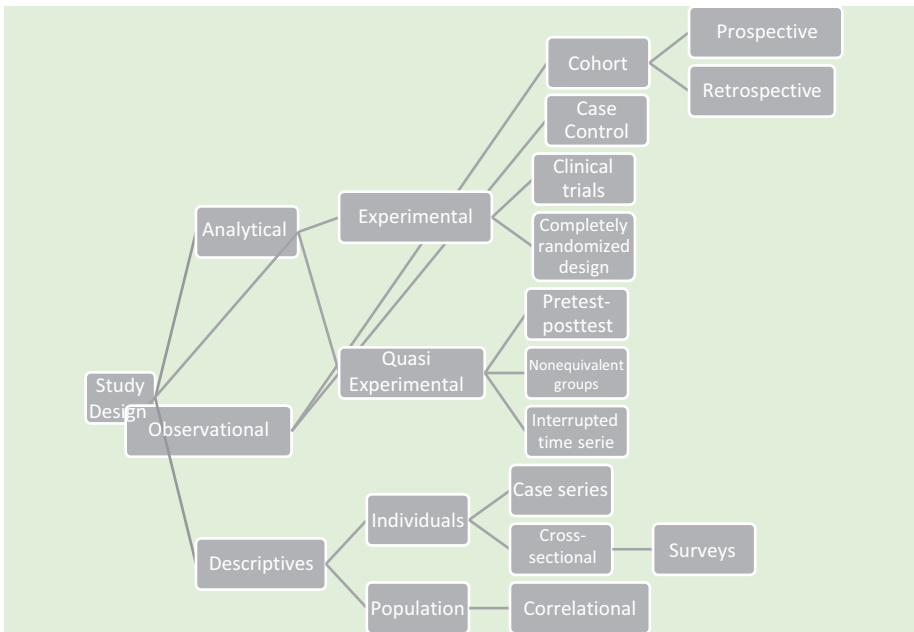 Study
Design
Analytical
Observational
Descriptives
Experimental
Quasi
Experimental
Individuals
Population
Cohort
Case
Control
Clinical
trials
Completely
randomized
design
Pretest-
posttest
Nonequivalent
groups
Interrupted
time serie
Case series
Cross-
sectional
Correlational
Prospective
Retrospective
Surveys